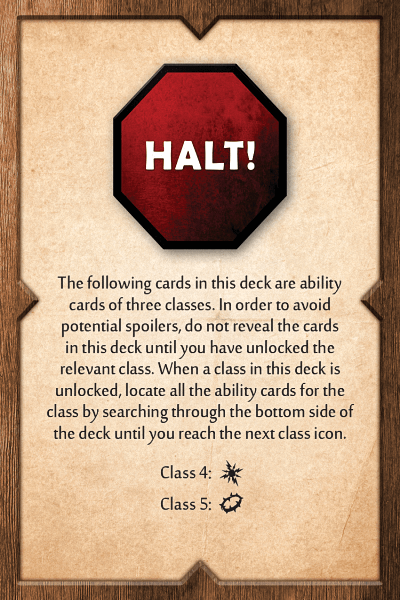 HALT!
The following cards in this deck are ability
cards of three classes. In order to avoid
potential spoilers, do not reveal the cards
in this deck until you have unlocked the
relevant class. When a class in this deck is
unlocked, locate all the ability cards for the
class by searching through the bottom side of
the deck until you reach the next class icon.
Class 4:
Class 5: